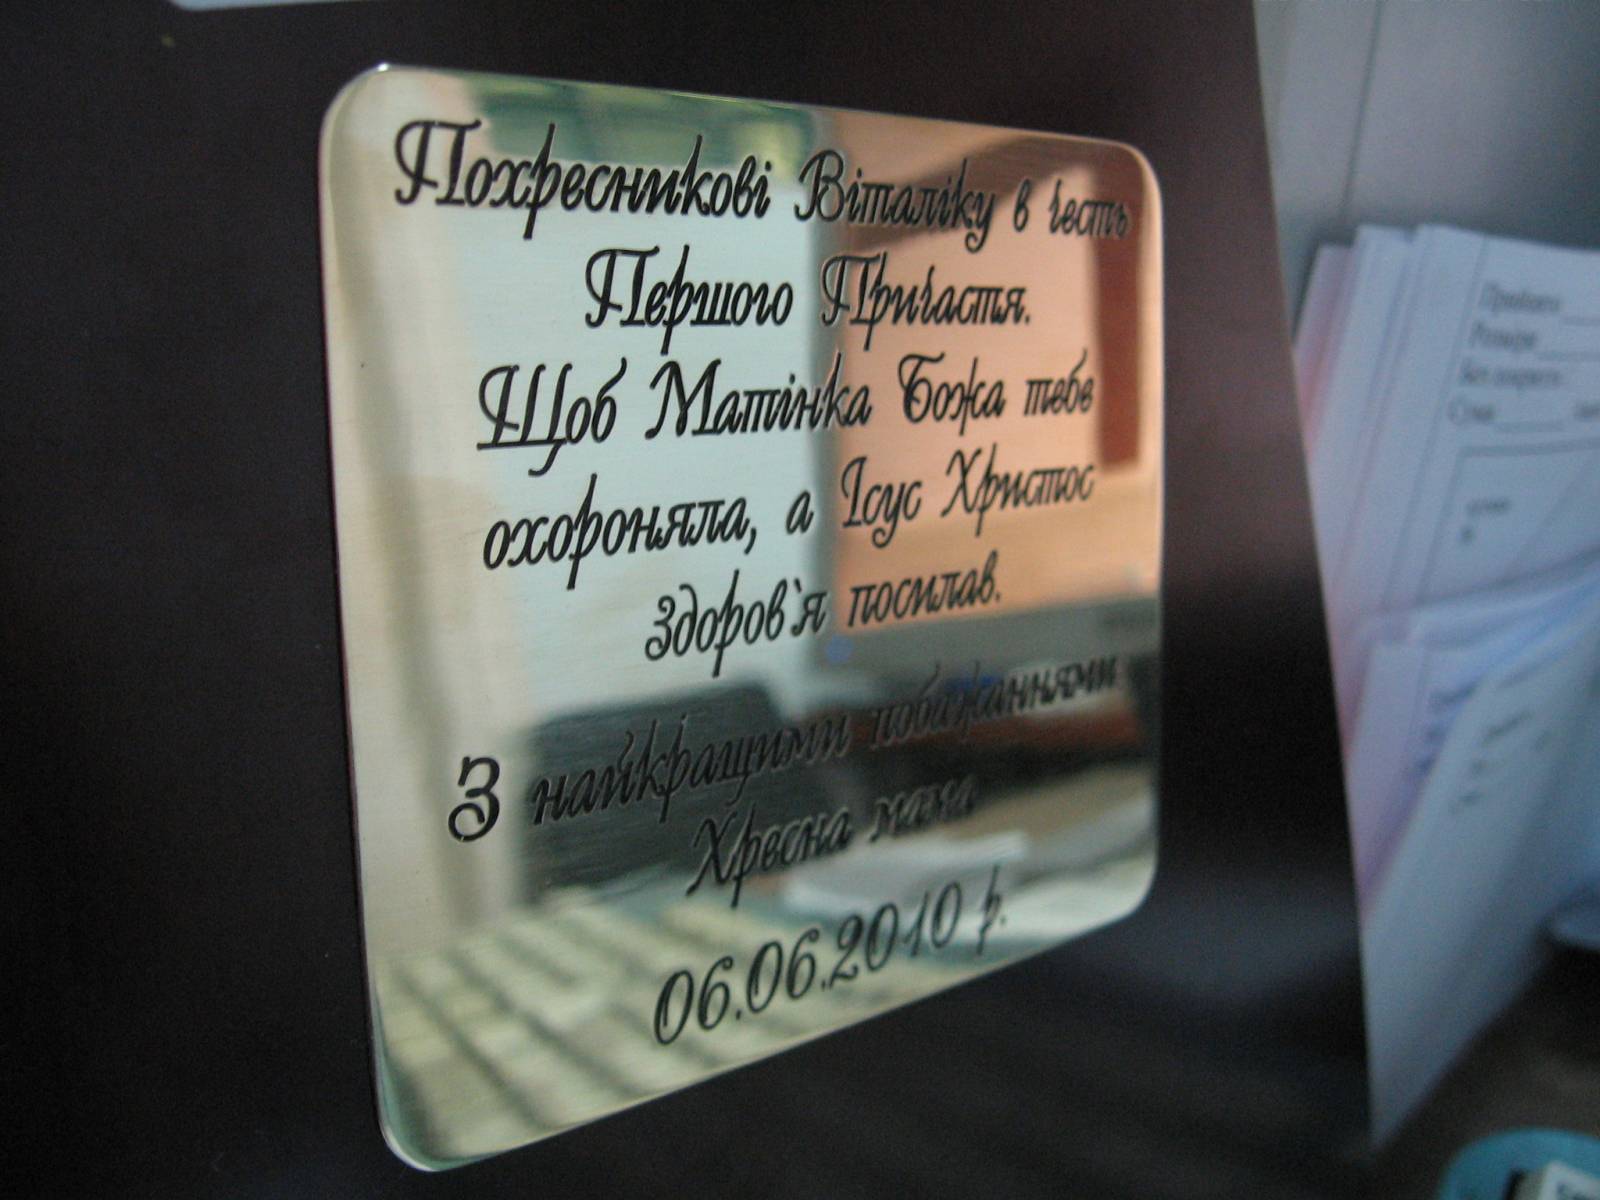 Похресникові Віталіку в честь
Першого Причастя.
Щоб Матінка Божа тебе
охороняла, а Ісус Христос
здоров`я посилав.
З найкращими побажаннями
Хресна мама
06.06.2010 р.